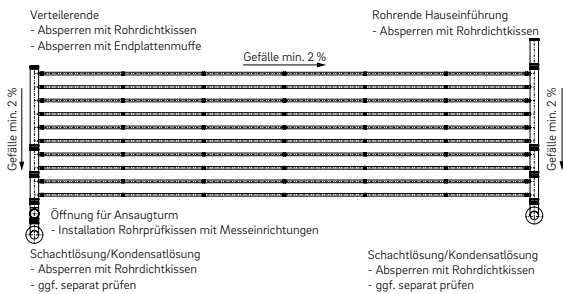 Verteilerende
- Absperren mit Rohrdichtkissen
- Absperren mit Endplattenmuffe
Rohrende Hauseinführung
- Absperren mit Rohrdichtkissen
Gefälle min. 2 %
Gefälle min. 2 %
Gefälle min. 2 %
Öffnung für Ansaugturm
- Installation Rohrprüfkissen mit Messeinrichtungen
Schachtlösung/Kondensatlösung
- Absperren mit Rohrdichtkissen
- ggf. separat prüfen
Schachtlösung/Kondensatlösung
- Absperren mit Rohrdichtkissen
- ggf. separat prüfen